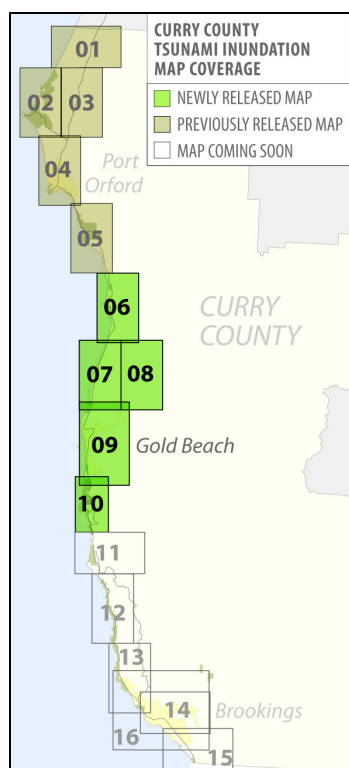 CURRY COUNTY
TSUNAMI INUNDATION
MAP COVERAGE
NEWLY RELEASED MAP
PREVIOUSLY RELEASED MAP
MAP COMING SOON
01
02
03
04
Port
Orford
05
06
CURRY
COUNTY
07
08
09
Gold Beach
10
11
12
13
14
Brookings
16
15